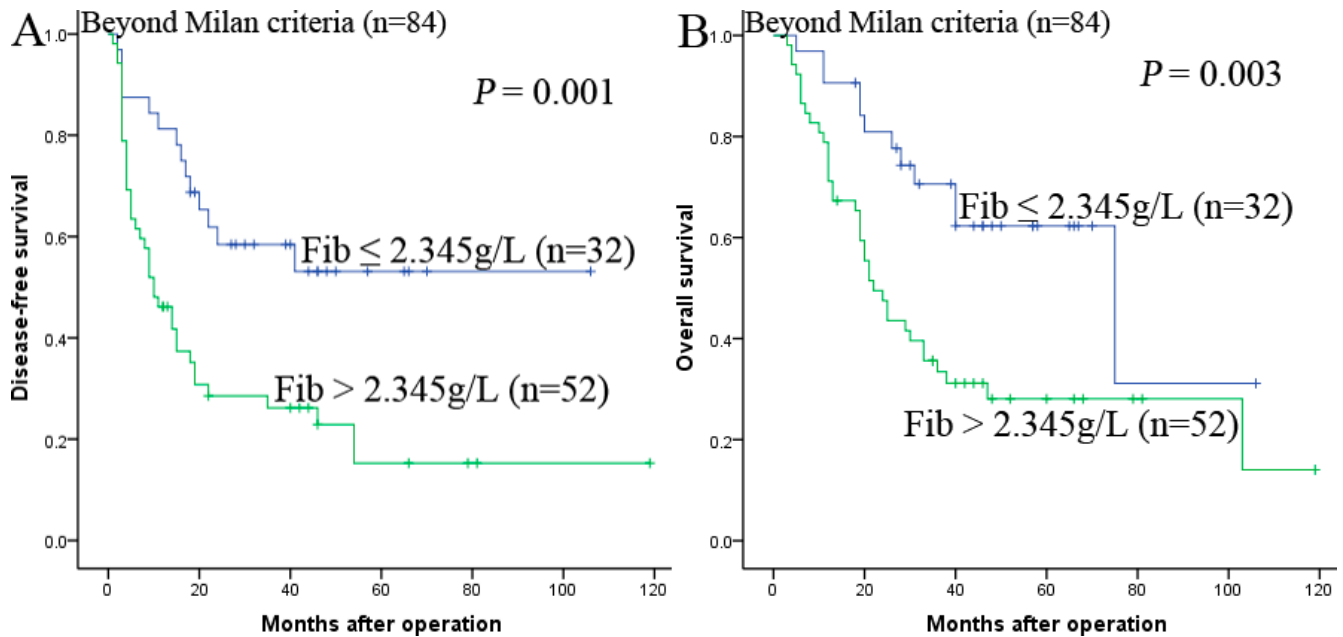 A Beyond Milan criteria (n=84)
P = 0.001
Fib ≤ 2.345g/L (n=32)
Fib > 2.345g/L (n=52)
Disease-free survival
1.0
0.8
0.6
0.4
0.2
0.0
0 20 40 60 80 100 120
Months after operation
B Beyond Milan criteria (n=84)
P = 0.003
Fib ≤ 2.345g/L (n=32)
Fib > 2.345g/L (n=52)
Overall survival
1.0
0.8
0.6
0.4
0.2
0.0
0 20 40 60 80 100 120
Months after operation